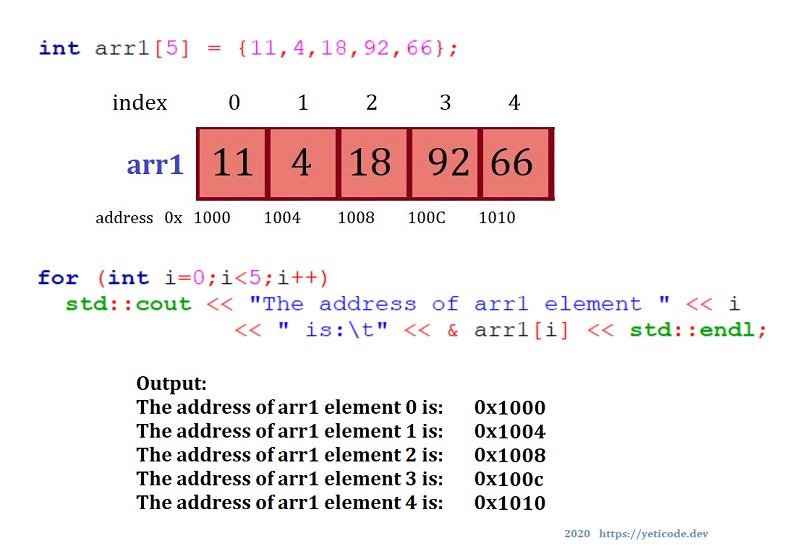 int arr1[5] = {11,4,18,92,66};
index 0 1 2 3 4
arr1 11 4 18 92 66
address 0x 1000 1004 1008 100C 1010
for (int i=0;i<5;i++)
std::cout << "The address of arr1 element " << i
<< " is:\t" << & arr1[i] << std::endl;
Output:
The address of arr1 element 0 is: 0x1000
The address of arr1 element 1 is: 0x1004
The address of arr1 element 2 is: 0x1008
The address of arr1 element 3 is: 0x100c
The address of arr1 element 4 is: 0x1010
2020 https://yeticode.dev